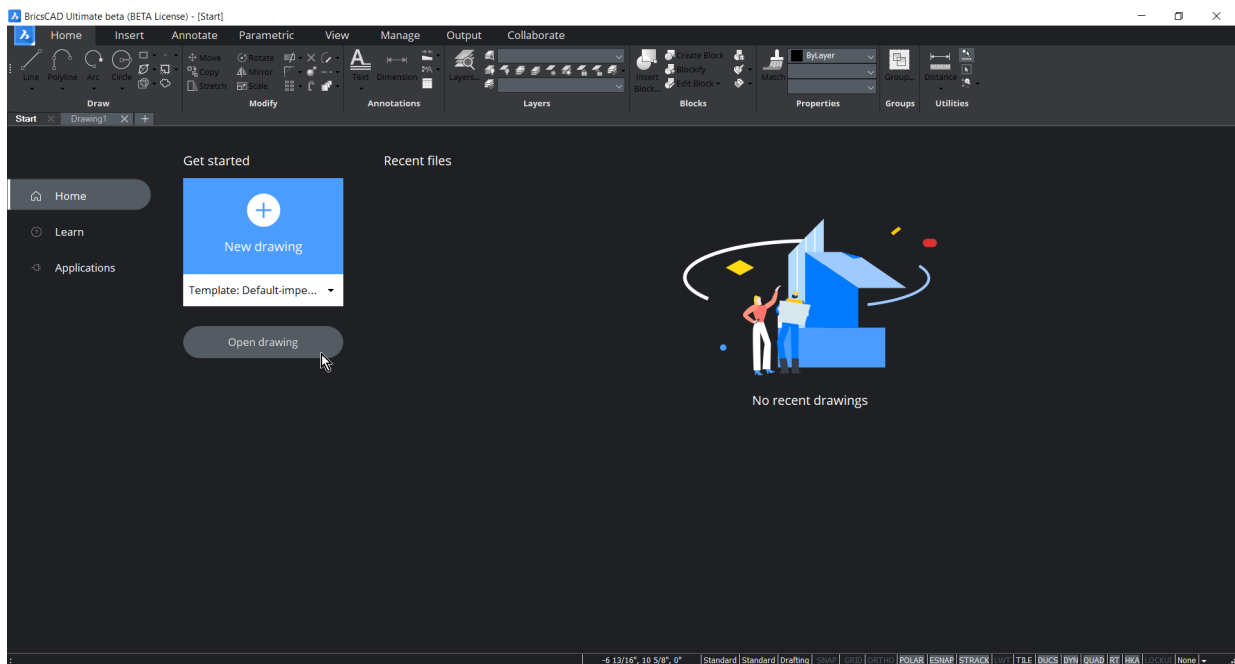 BricsCAD Ultimate beta (BETA License) - [Start]
Home Insert Annotate Parametric View Manage Output Collaborate
Line Polyline Arc Circle
Move Rotate
Copy Mirror
Stretch Scale
Text Dimension
Layers...
Insert Block...
Create Block
Blockify
Edit Block
Match
ByLayer
Group...
Distance
Draw Modify Annotations Layers Blocks Properties Groups Utilities
Start Drawing1
Get started
Recent files
Home
Learn
Applications
New drawing
Template: Default-impe...
Open drawing
No recent drawings
-6 13/16", 10 5/8", 0" Standard Standard Drafting SNAP GRID ORTHO POLAR ESNAP STRACK LWT TILE DUCS DYN QUAD RT HKA LOCKUI None